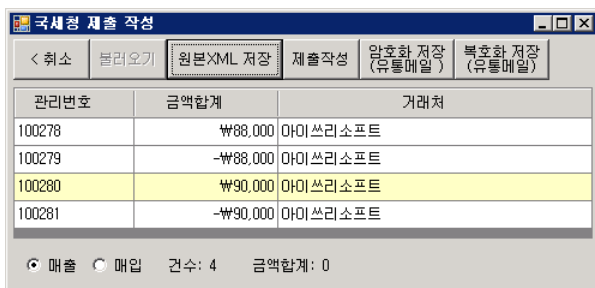 국세청 제출 작성
< 취소 불러오기 원본XML 저장 제출작성 암호화 저장 (유통메일 ) 복호화 저장 (유통메일)
관리번호 금액합계 거래처
100278 ₩88,000 아이쓰리소프트
100279 -₩88,000 아이쓰리소프트
100280 ₩90,000 아이쓰리소프트
100281 -₩90,000 아이쓰리소프트
매출 매입 건수: 4 금액합계: 0